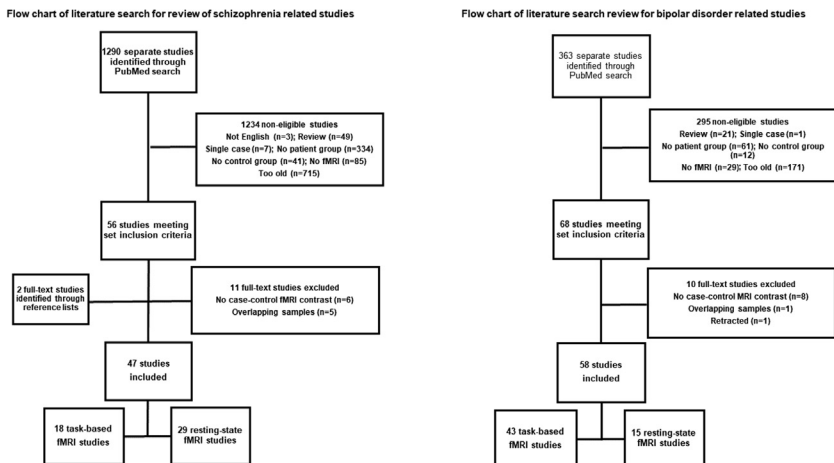 Flow chart of literature search for review of schizophrenia related studies
1290 separate studies
identified through
PubMed search
1234 non-eligible studies
Not English (n=3); Review (n=49)
Single case (n=7); No patient group (n=334)
No control group (n=41); No fMRI (n=85)
Too old (n=715)
56 studies meeting
set inclusion criteria
2 full-text studies
identified through
reference lists
11 full-text studies excluded
No case-control fMRI contrast (n=6)
Overlapping samples (n=5)
47 studies
included
18 task-based
fMRI studies
29 resting-state
fMRI studies
Flow chart of literature search review for bipolar disorder related studies
363 separate studies
identified through
PubMed search
295 non-eligible studies
Review (n=21); Single case (n=1)
No patient group (n=61); No control group
(n=12)
No fMRI (n=29); Too old (n=171)
68 studies meeting
set inclusion criteria
10 full-text studies excluded
No case-control MRI contrast (n=8)
Overlapping samples (n=1)
Retracted (n=1)
58 studies
included
43 task-based
fMRI studies
15 resting-state
fMRI studies